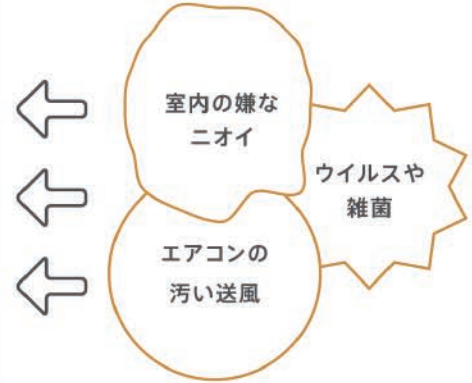 室内の嫌な
ニオイ
ウイルスや
雑菌
エアコンの
汚い送風